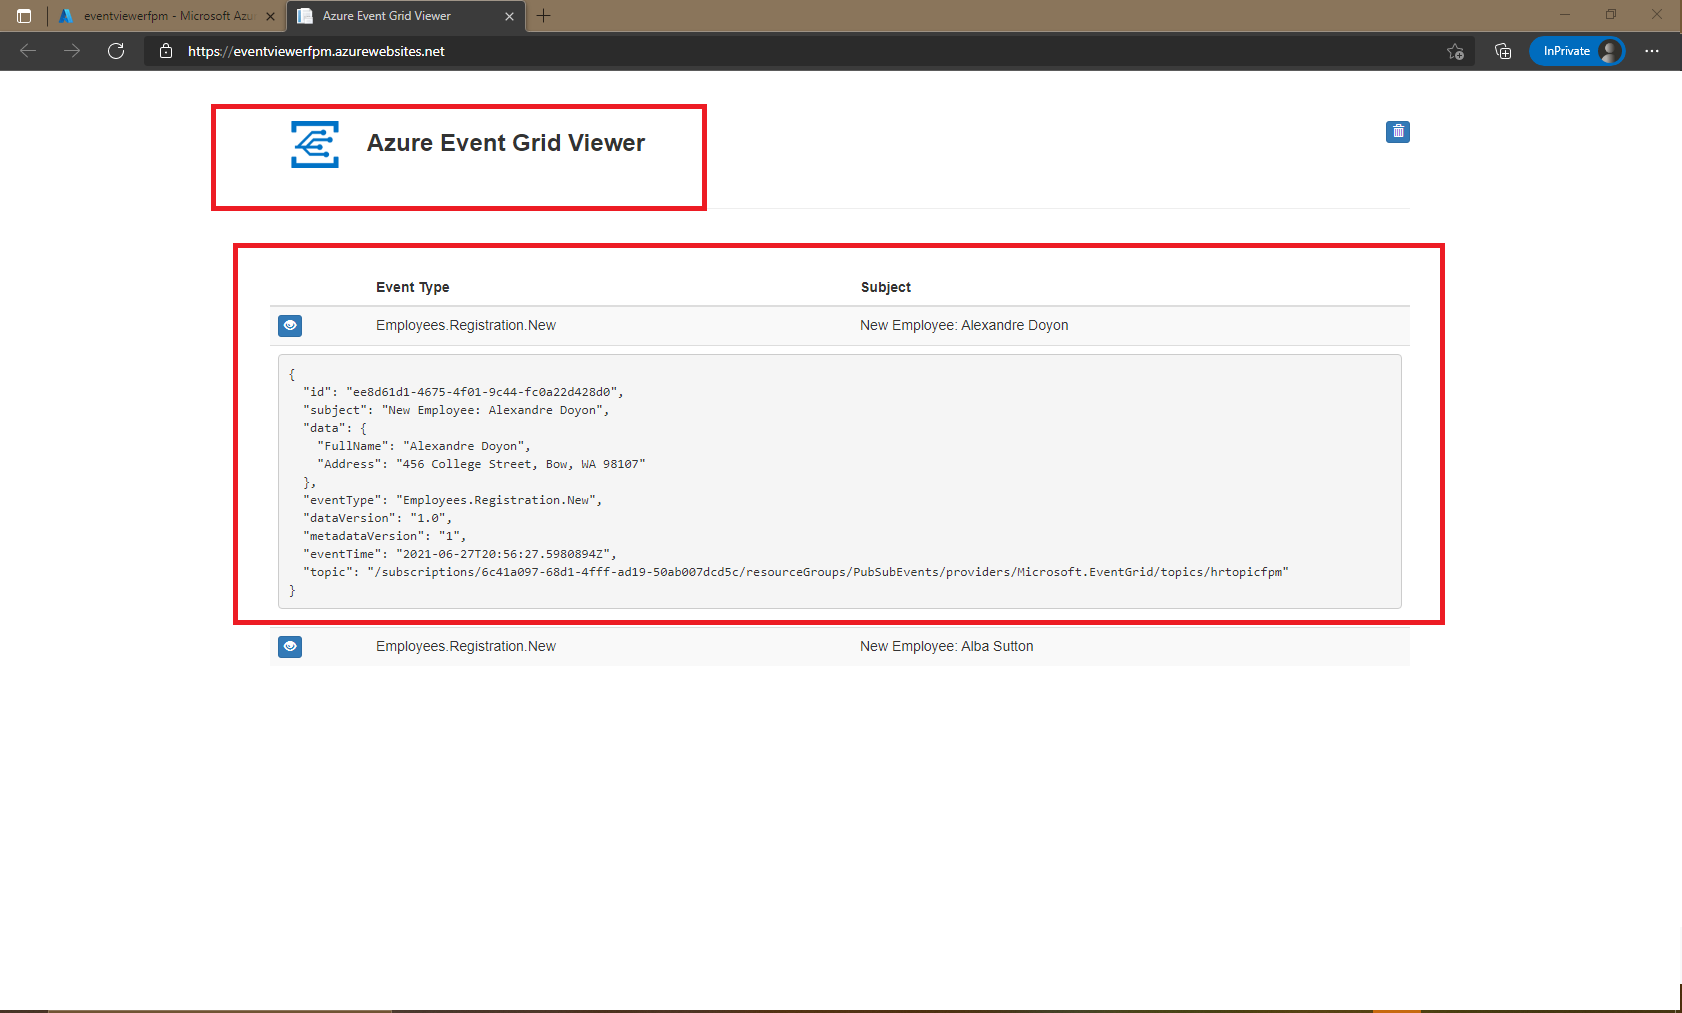 eventviewerfpm - Microsoft Azu
Azure Event Grid Viewer
https://eventviewerfpm.azurewebsites.net
InPrivate
Azure Event Grid Viewer
Event Type Subject
Employees.Registration.New New Employee: Alexandre Doyon
{
"id": "ee8d61d1-4675-4f01-9c44-fc0a22d428d0",
"subject": "New Employee: Alexandre Doyon",
"data": {
"FullName": "Alexandre Doyon",
"Address": "456 College Street, Bow, WA 98107"
},
"eventType": "Employees.Registration.New",
"dataVersion": "1.0",
"metadataVersion": "1",
"eventTime": "2021-06-27T20:56:27.5980894Z",
"topic": "/subscriptions/6c41a097-68d1-4fff-ad19-50ab007dcd5c/resourceGroups/PubSubEvents/providers/Microsoft.EventGrid/topics/hrtopicfpm"
}
Employees.Registration.New New Employee: Alba Sutton